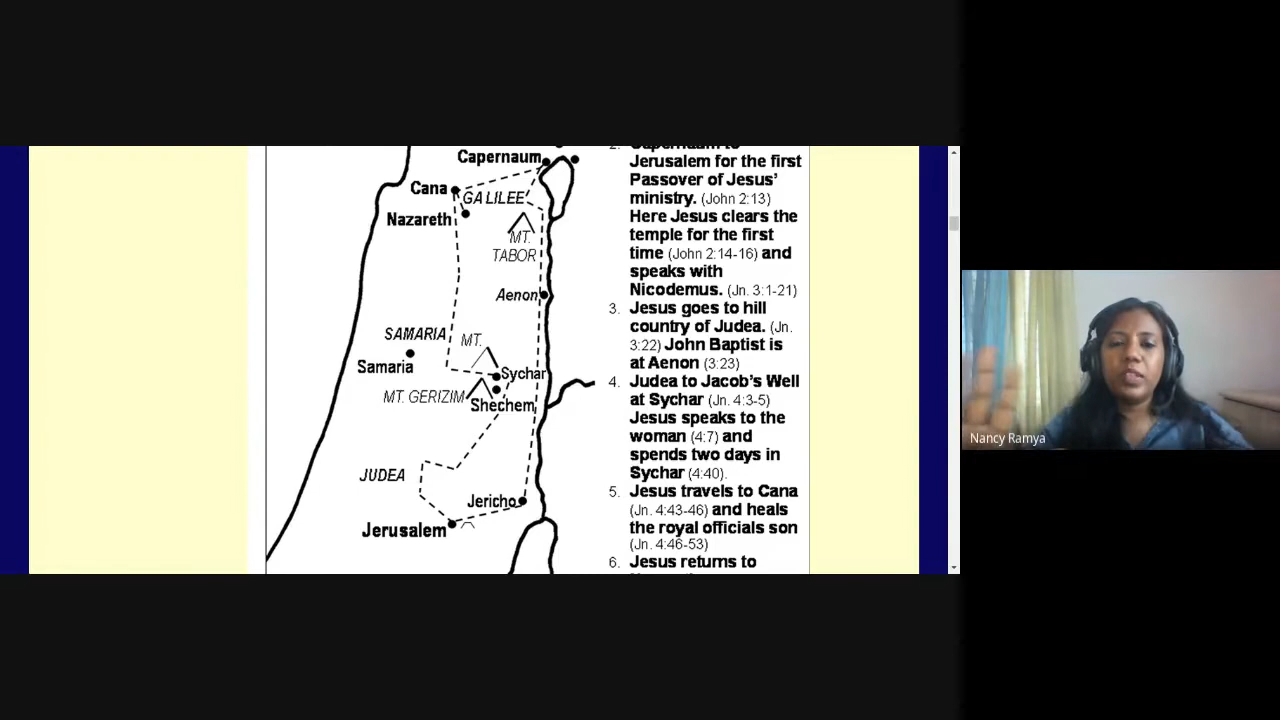 Capernaum
Cana
GALILEE
Nazareth
MT.
TABOR
Aenon
SAMARIA
MT.
Samaria
Sychar
MT. GERIZIM
Shechem
JUDEA
Jericho
Jerusalem
2. Capernaum to
Jerusalem for the first
Passover of Jesus’
ministry. (John 2:13)
Here Jesus clears the
temple for the first
time (John 2:14-16) and
speaks with
Nicodemus. (Jn. 3:1-21)
3. Jesus goes to hill
country of Judea. (Jn.
3:22) John Baptist is
at Aenon (3:23)
4. Judea to Jacob’s Well
at Sychar (Jn. 4:3-5)
Jesus speaks to the
woman (4:7) and
spends two days in
Sychar (4:40).
5. Jesus travels to Cana
(Jn. 4:43-46) and heals
the royal officials son
(Jn. 4:46-53)
6. Jesus returns to
Nancy Ramya